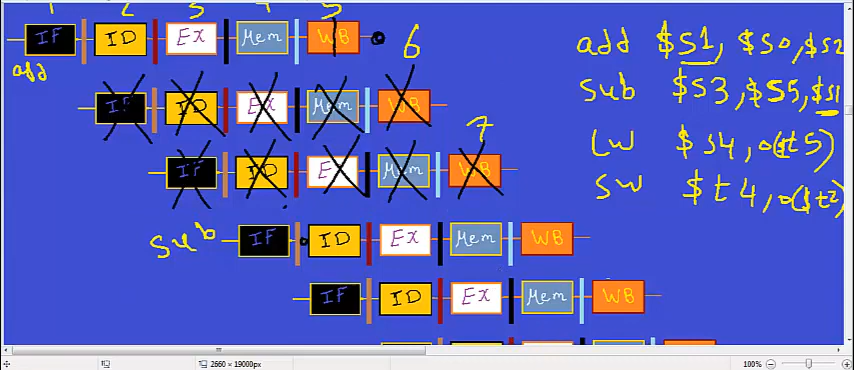 1 2 3 4 5
IF ID EX Mem WB 6
add
IF ID EX Mem WB
7
IF ID EX Mem WB
sub IF ID EX Mem WB
IF ID EX Mem WB
add $S1, $S0, $S2
sub $S3, $S5, $S1
LW $S4, 0($t5)
SW $t4, 0($t2)
2660 × 19000px
100%